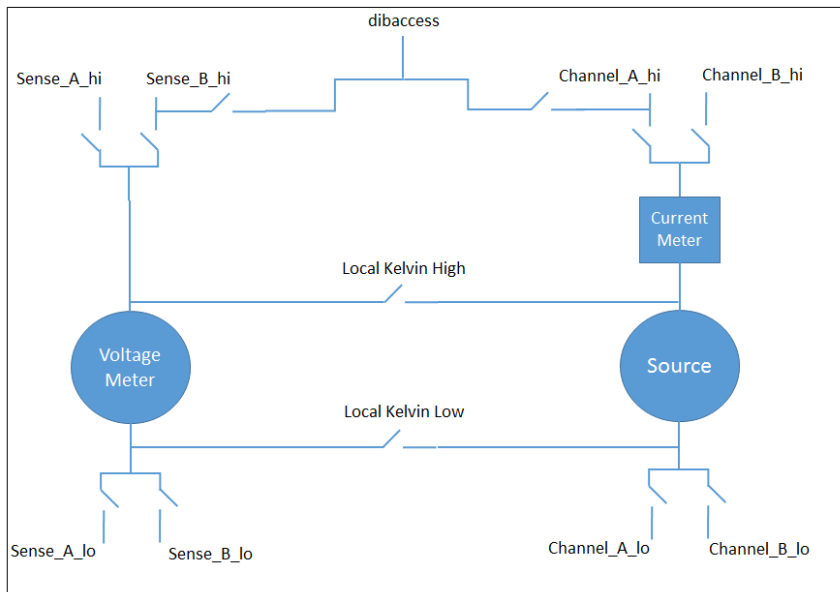 dibaccess
Sense_A_hi
Sense_B_hi
Channel_A_hi
Channel_B_hi
Current
Meter
Local Kelvin High
Voltage
Meter
Source
Local Kelvin Low
Sense_A_lo
Sense_B_lo
Channel_A_lo
Channel_B_lo